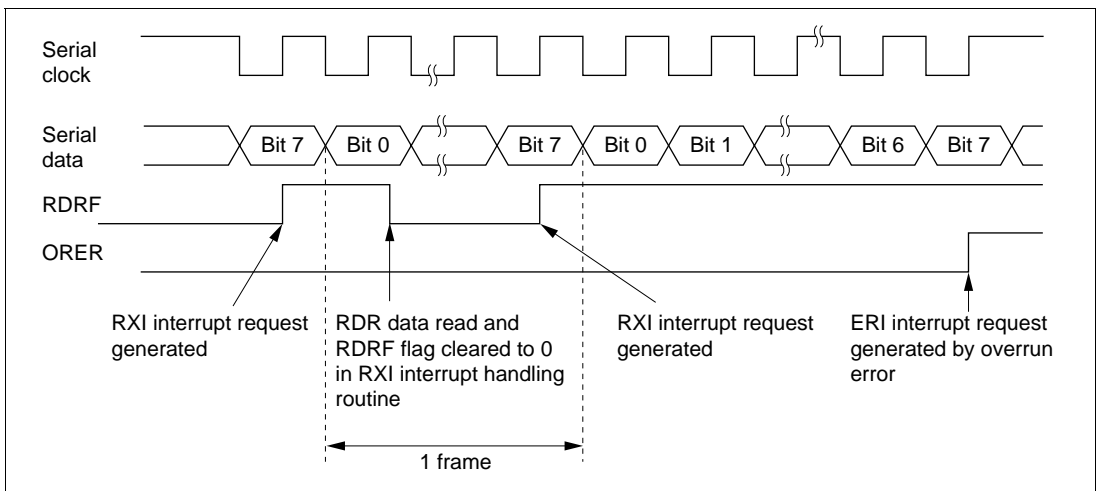 Serial
clock
Serial
data
Bit 7
Bit 0
Bit 7
Bit 0
Bit 1
Bit 6
Bit 7
RDRF
ORER
RXI interrupt request
generated
RDR data read and
RDRF flag cleared to 0
in RXI interrupt handling
routine
RXI interrupt request
generated
ERI interrupt request
generated by overrun
error
1 frame